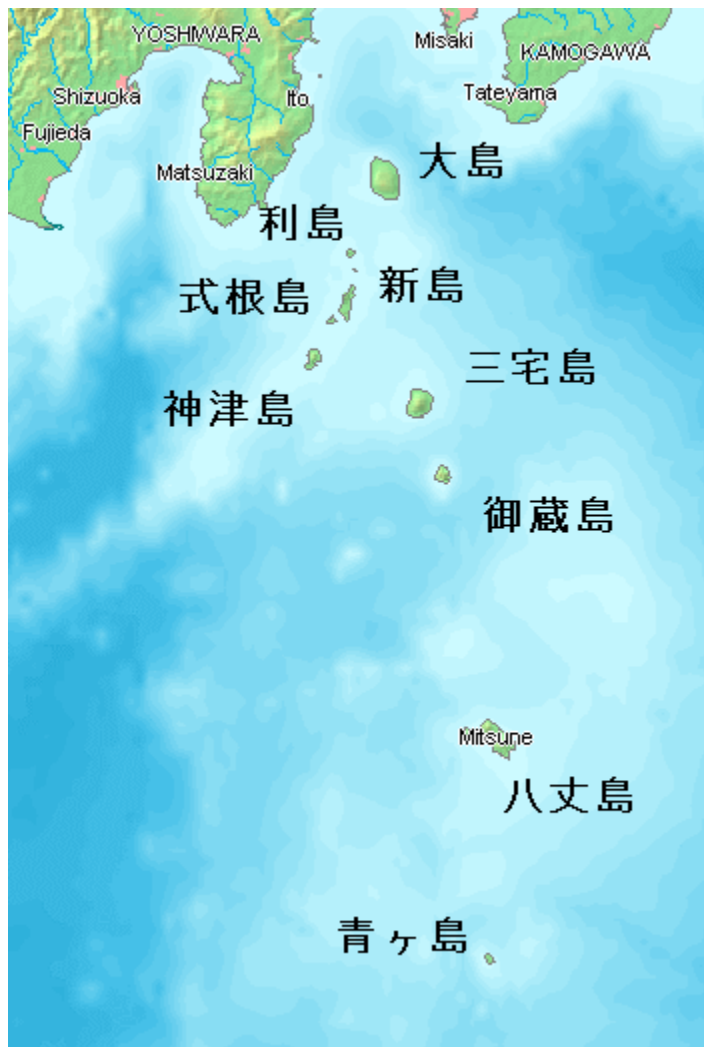 YOSHIWARA
Misaki
KAMOGAWA
Shizuoka
Ito
Tateyama
Fujieda
大島
Matsuzaki
利島
式根島
新島
三宅島
神津島
御蔵島
Mitsune
八丈島
青ヶ島